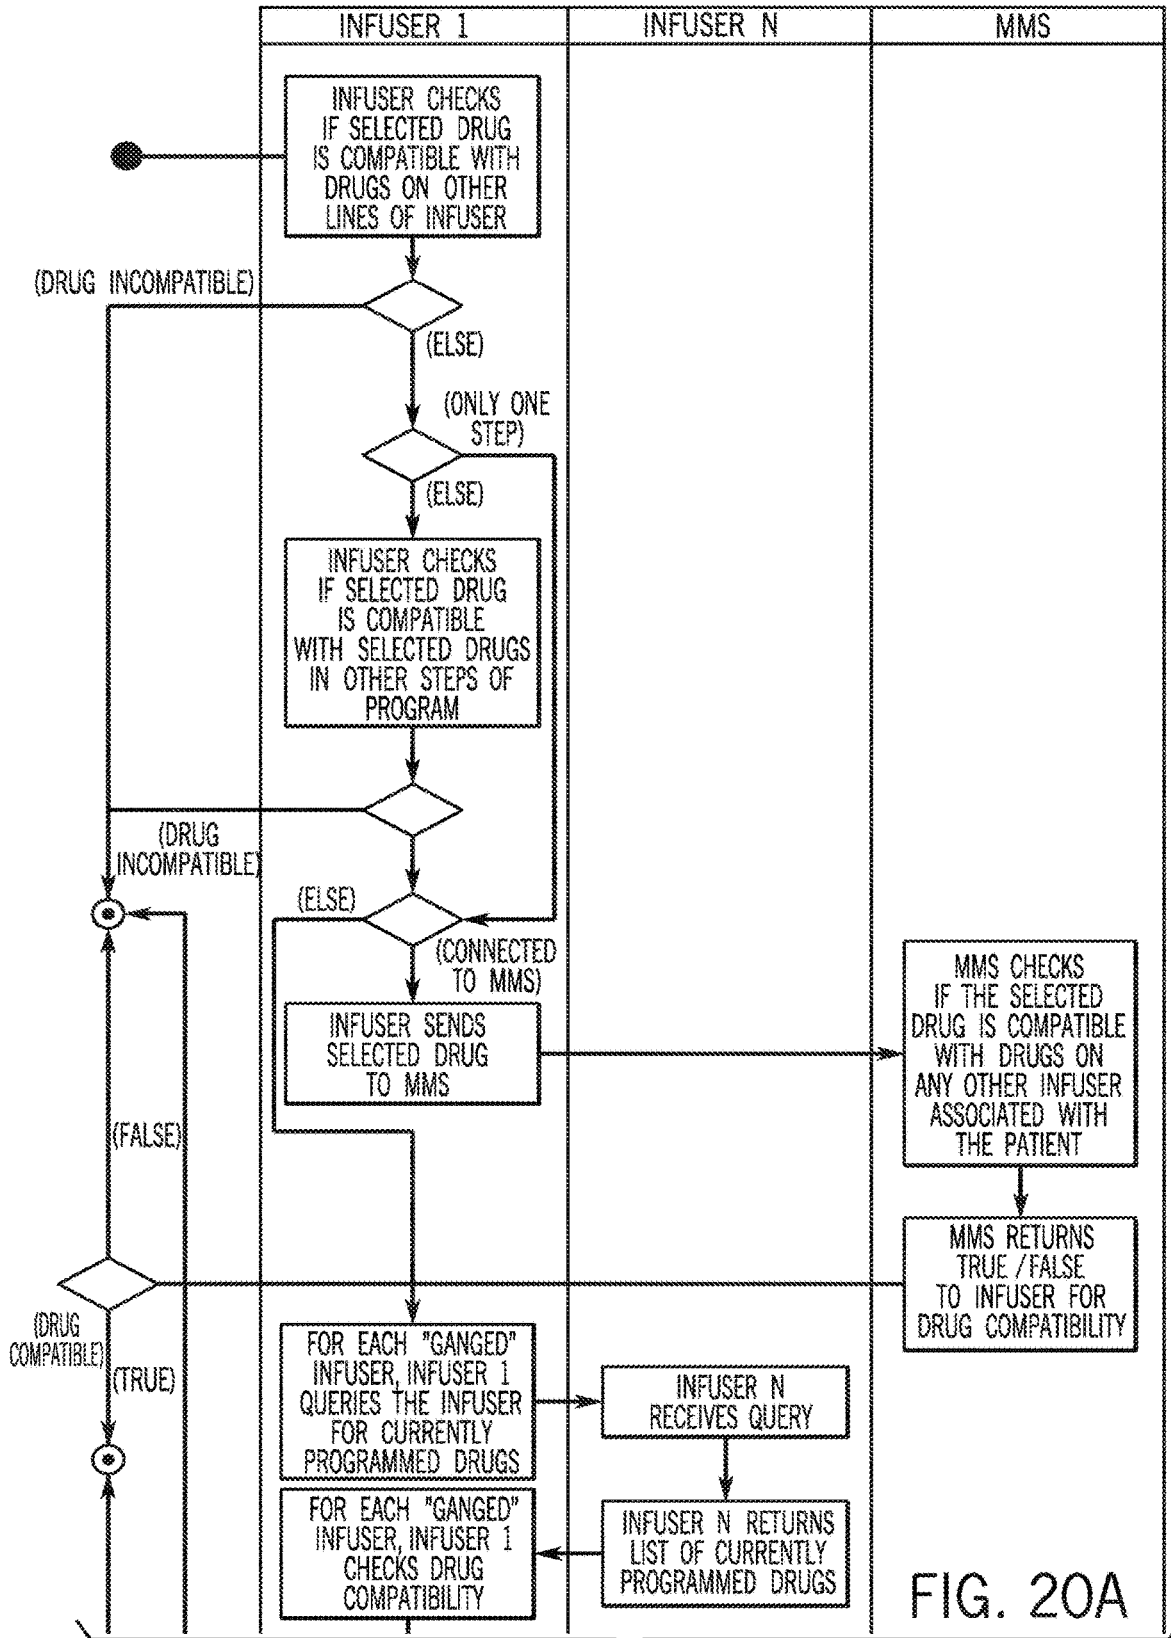 INFUSER 1
INFUSER N
MMS
INFUSER CHECKS
IF SELECTED DRUG
IS COMPATIBLE WITH
DRUGS ON OTHER
LINES OF INFUSER
(DRUG INCOMPATIBLE)
(ELSE)
(ONLY ONE
STEP)
(ELSE)
INFUSER CHECKS
IF SELECTED DRUG
IS COMPATIBLE
WITH SELECTED DRUGS
IN OTHER STEPS OF
PROGRAM
(DRUG
INCOMPATIBLE)
(ELSE)
(CONNECTED
TO MMS)
INFUSER SENDS
SELECTED DRUG
TO MMS
MMS CHECKS
IF THE SELECTED
DRUG IS COMPATIBLE
WITH DRUGS ON
ANY OTHER INFUSER
ASSOCIATED WITH
THE PATIENT
(FALSE)
MMS RETURNS
TRUE/FALSE
TO INFUSER FOR
DRUG COMPATIBILITY
(DRUG
COMPATIBLE)
(TRUE)
FOR EACH "GANGED"
INFUSER, INFUSER 1
QUERIES THE INFUSER
FOR CURRENTLY
PROGRAMMED DRUGS
INFUSER N
RECEIVES QUERY
FOR EACH "GANGED"
INFUSER, INFUSER 1
CHECKS DRUG
COMPATIBILITY
INFUSER N RETURNS
LIST OF CURRENTLY
PROGRAMMED DRUGS
FIG. 20A